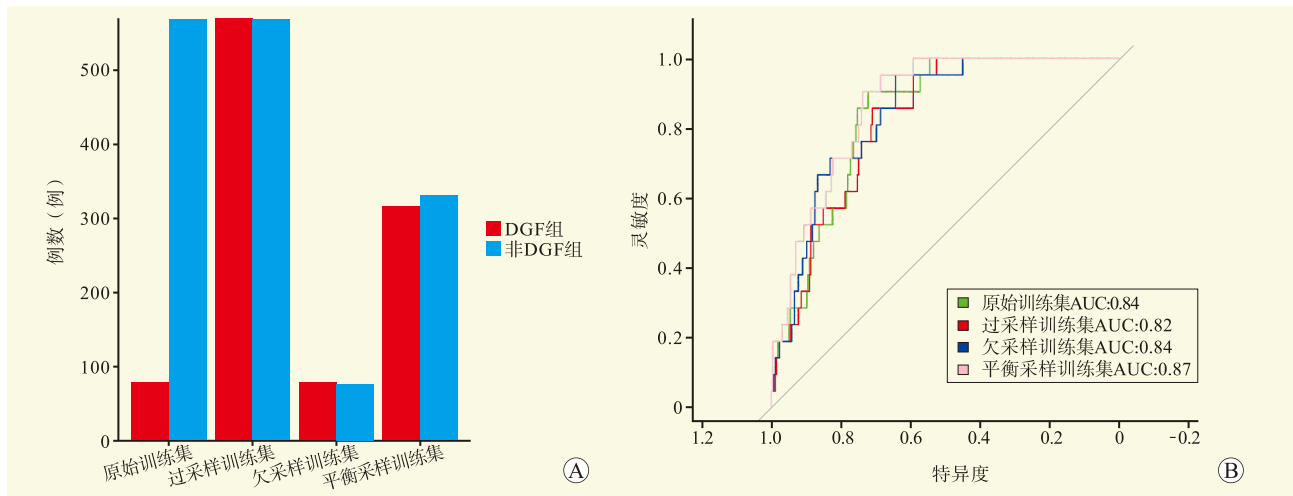 500
400
300
200
100
0
例数（例）
原始训练集
过采样训练集
欠采样训练集
平衡采样训练集
DGF组
非DGF组
A
1.0
0.8
0.6
0.4
0.2
0
灵敏度
1.2 1.0 0.8 0.6 0.4 0.2 0 -0.2
特异度
原始训练集AUC:0.84
过采样训练集AUC:0.82
欠采样训练集AUC:0.84
平衡采样训练集AUC:0.87
B